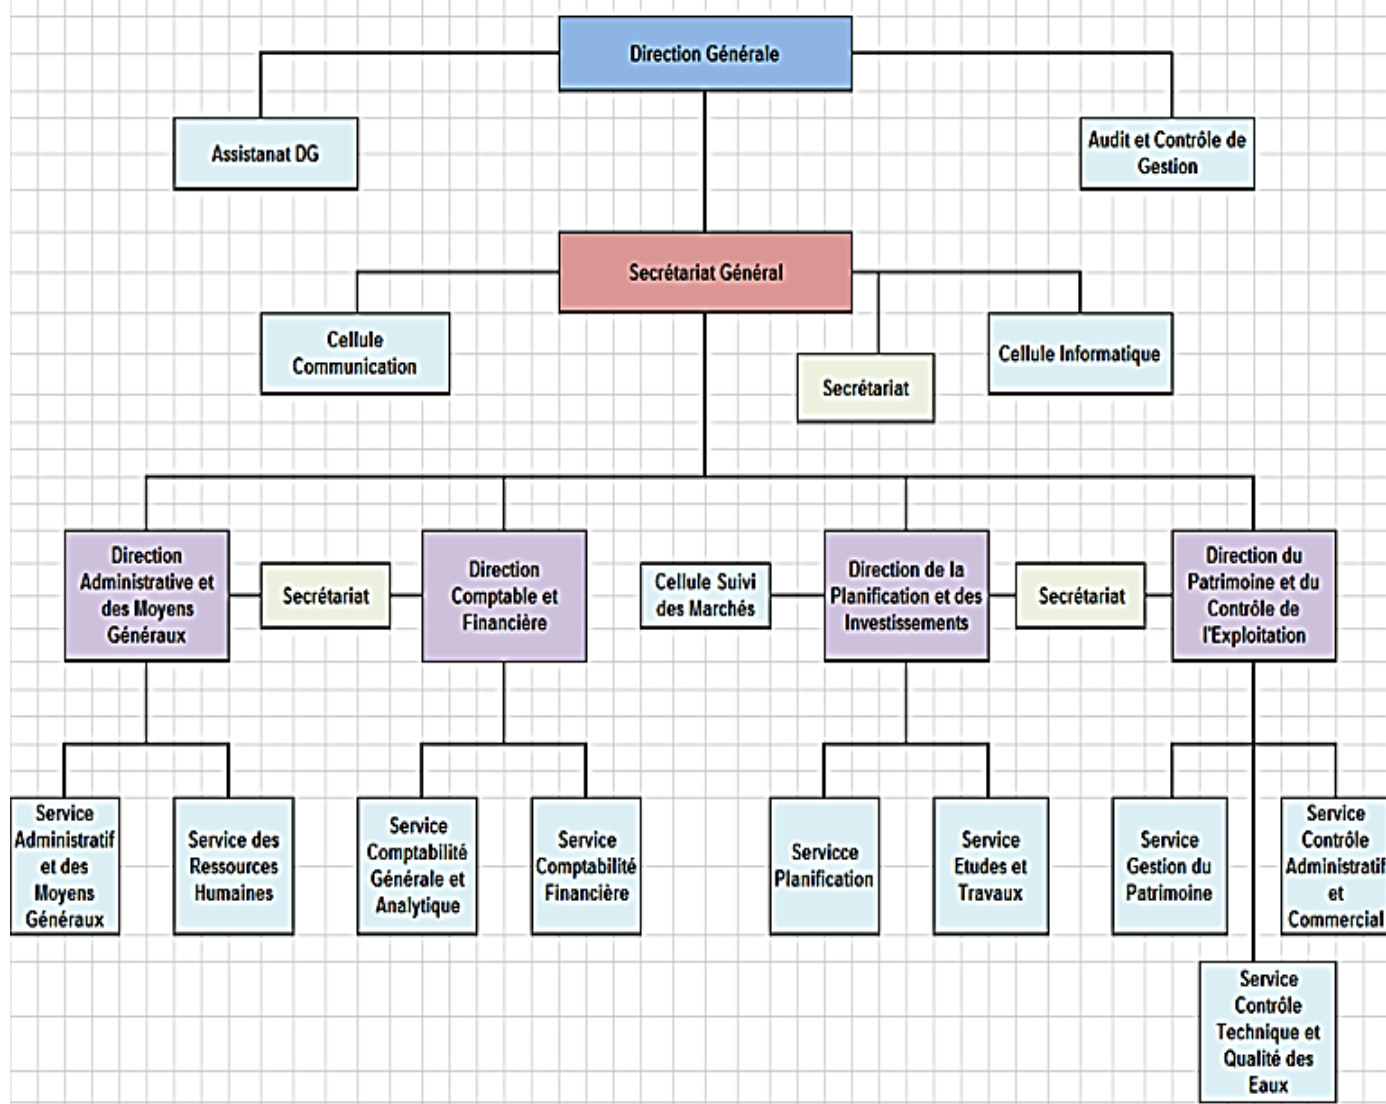 Direction Générale
Assistanat DG
Audit et Contrôle de
Gestion
Secrétariat Général
Cellule
Communication
Secrétariat
Cellule Informatique
Direction
Administrative et
des Moyens
Généraux
Secrétariat
Direction
Comptable et
Financière
Cellule Suivi
des Marchés
Direction de la
Planification et des
Investissements
Secrétariat
Direction du
Patrimoine et du
Contrôle de
l'Exploitation
Service
Administratif
et des
Moyens
Généraux
Service des
Ressources
Humaines
Service
Comptabilité
Générale et
Analytique
Service
Comptabilité
Financière
Servicce
Planification
Service
Etudes et
Travaux
Service
Gestion du
Patrimoine
Service
Contrôle
Administratif
et
Commercial
Service
Contrôle
Technique et
Qualité des
Eaux